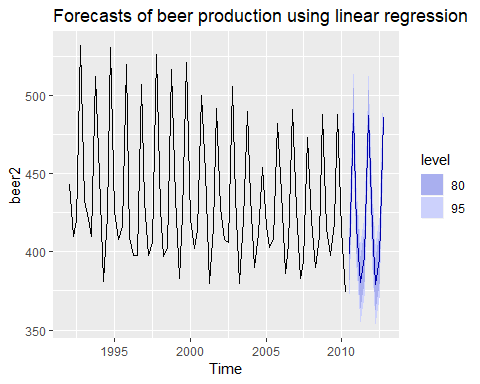 Forecasts of beer production using linear regression
500
450
400
350
beer2
1995
2000
2005
2010
Time
level
80
95